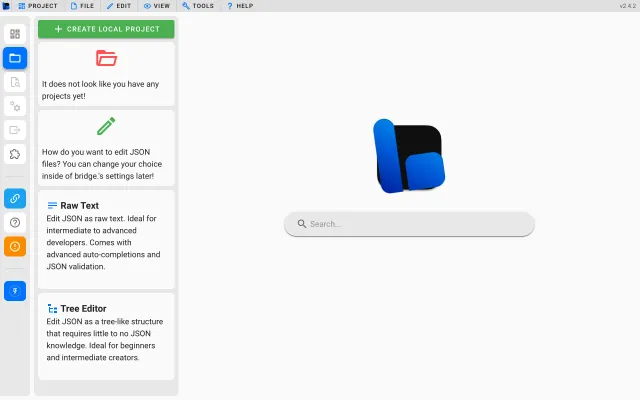 PROJECT FILE EDIT VIEW TOOLS HELP v2.4.2
CREATE LOCAL PROJECT
It does not look like you have any
projects yet!
How do you want to edit JSON
files? You can change your choice
inside of bridge.'s settings later!
Raw Text
Edit JSON as raw text. Ideal for
intermediate to advanced
developers. Comes with
advanced auto-completions and
JSON validation.
Tree Editor
Edit JSON as a tree-like structure
that requires little to no JSON
knowledge. Ideal for beginners
and intermediate creators.
Search...